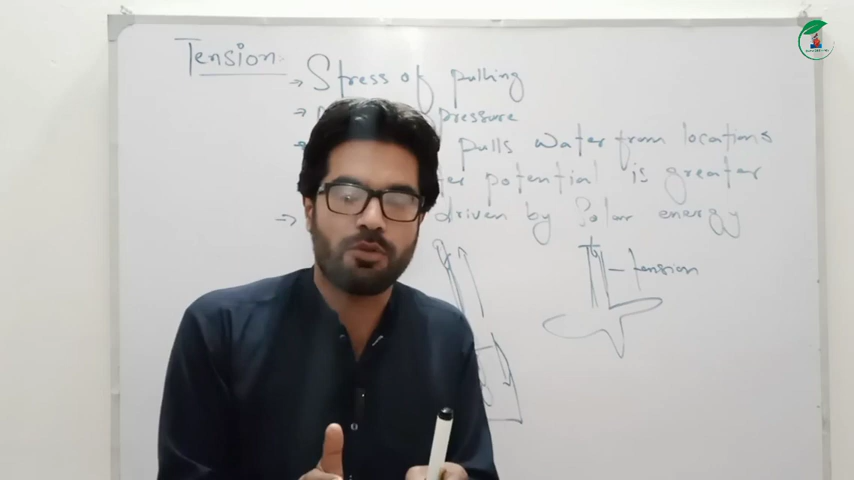 Tension
→ Stress of pulling
→ pressure
pulls water from locations
potential is greater
→ driven by Solar energy
tension